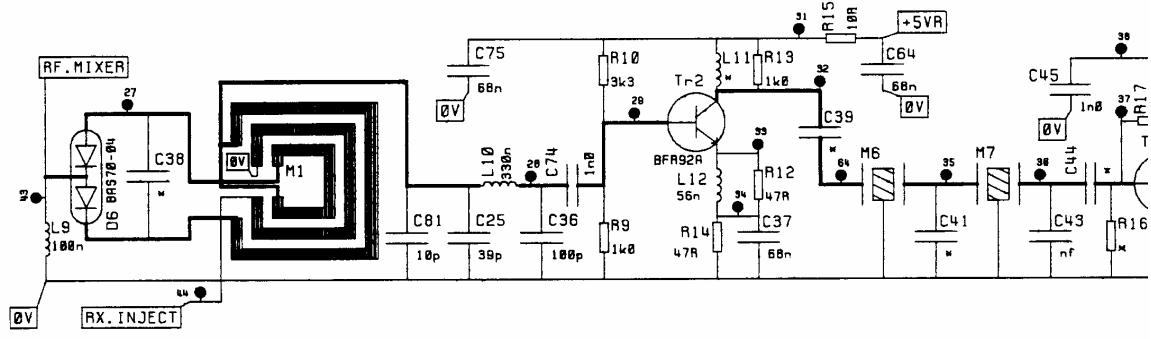 31
R15
10R
+5VR
38
C75
68n
0V
R10
3k3
L11
*
R13
1k0
C64
68n
0V
RF.MIXER
27
Tr2
32
C45
1n0
0V
37
R17
29
C39
*
BFR92A
33
D6 BAS70-04
C38
*
0V
M1
L10
330n
28
C74
1n0
64
M6
35
M7
36
C44
*
43
L12
56n
R12
47R
34
L9
100n
C81
10p
C25
39p
C36
100p
R9
1k0
R14
47R
C37
68n
C41
*
C43
nf
R16
*
44
0V
RX.INJECT